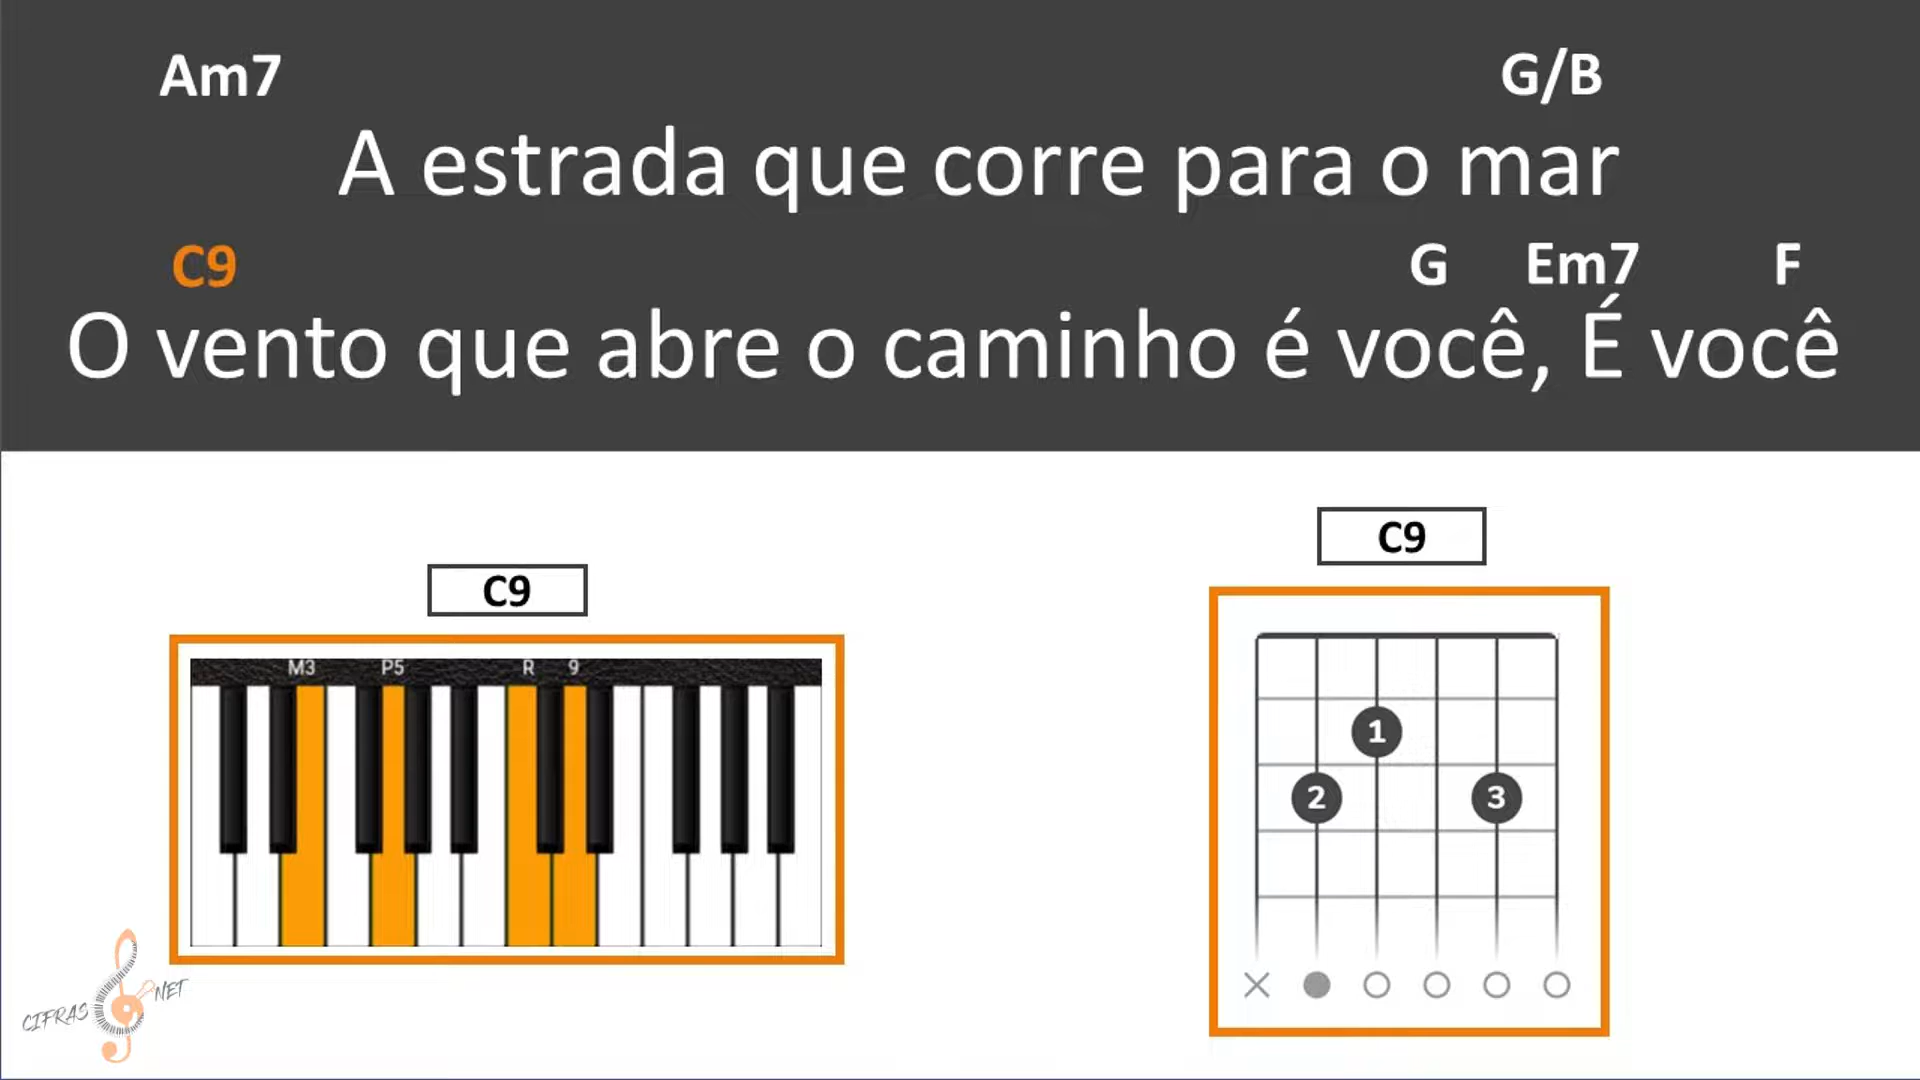 Am7 G/B
A estrada que corre para o mar
C9 G Em7 F
O vento que abre o caminho é você, É você
C9
C9
M3 P5 R 9
1
2 3
CIFRAS NET